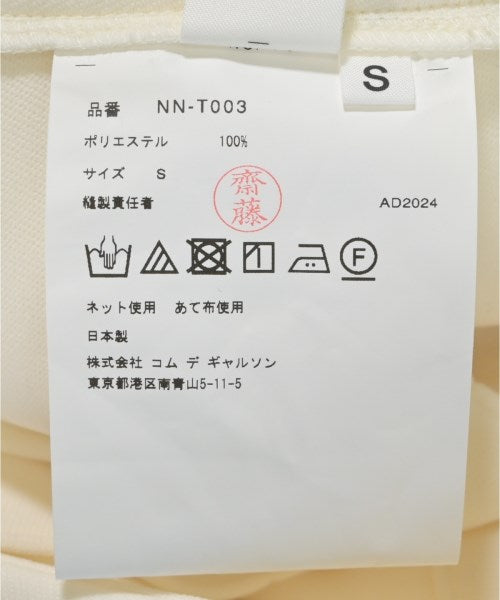 S
品番 NN-T003
ポリエステル 100%
サイズ S
縫製責任者 齋藤 AD2024
F
ネット使用 あて布使用
日本製
株式会社 コム デ ギャルソン
東京都港区南青山5-11-5